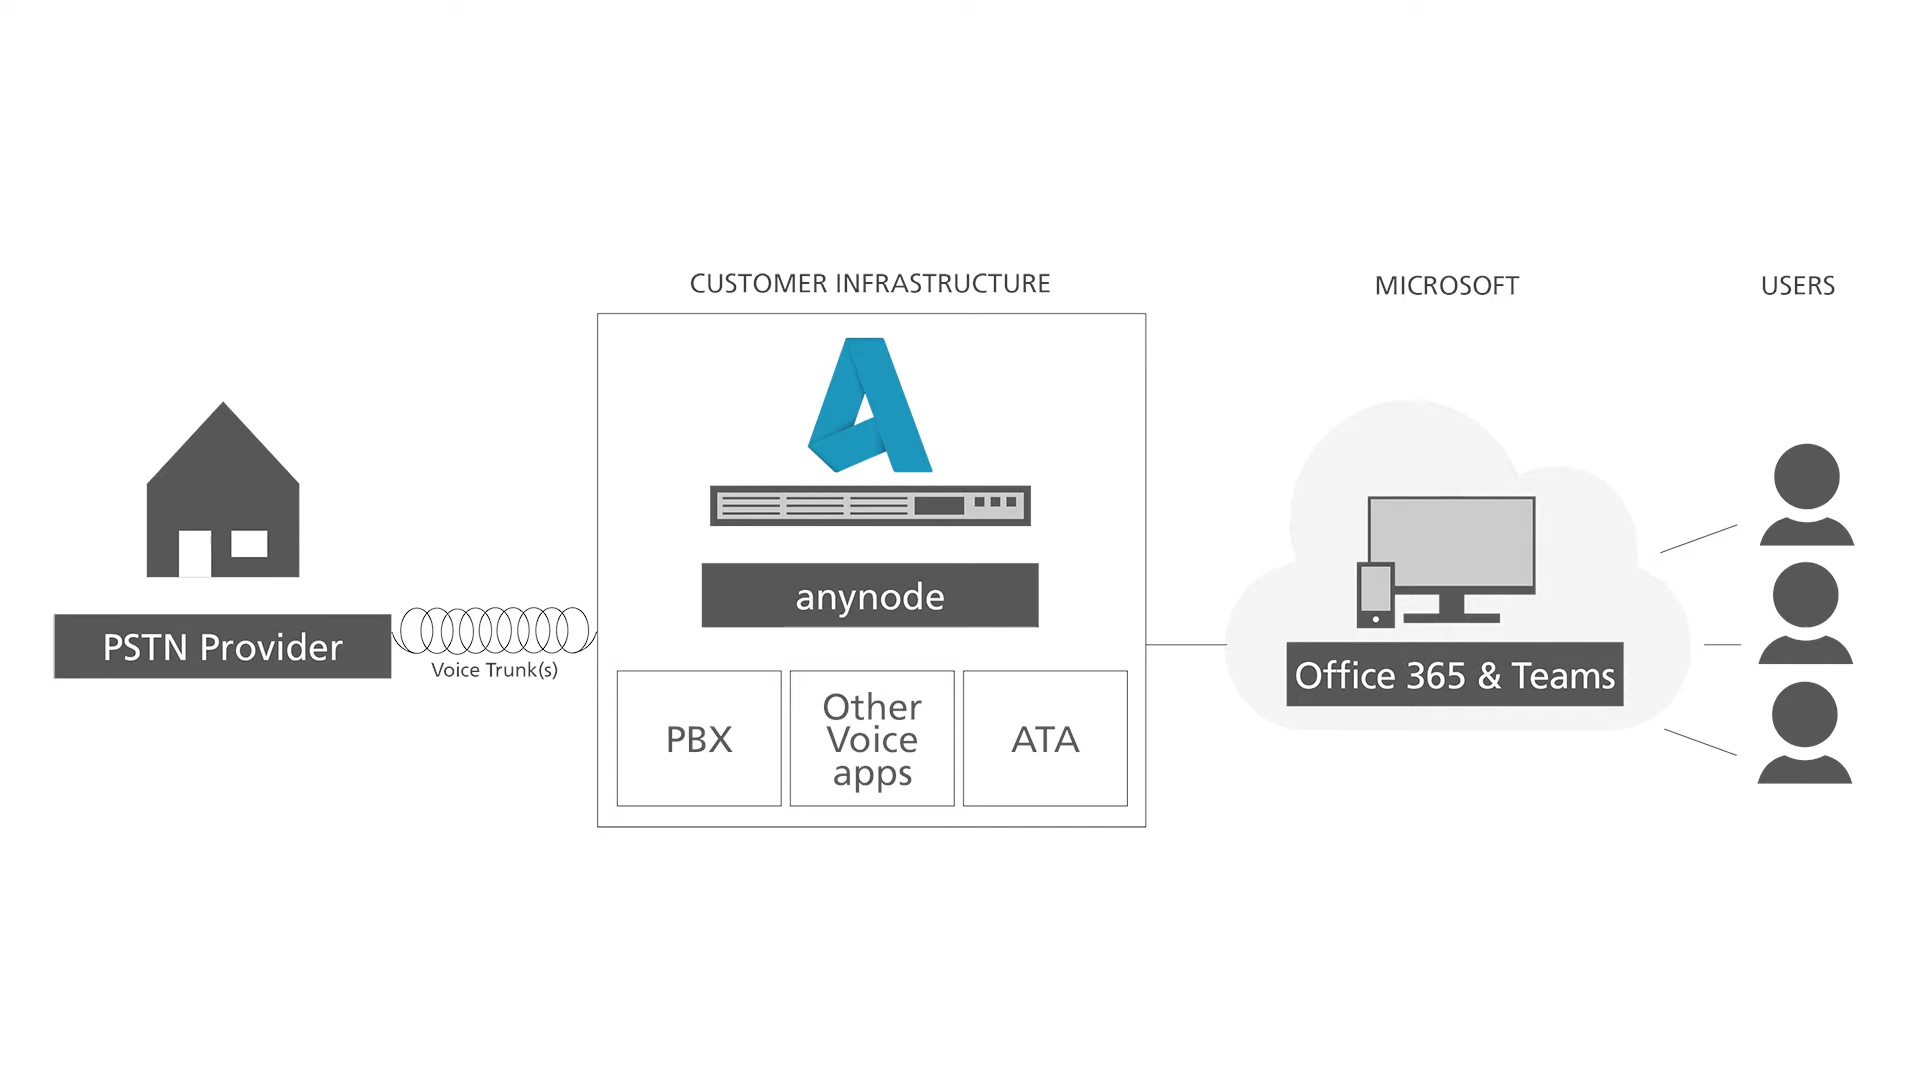 CUSTOMER INFRASTRUCTURE
MICROSOFT
USERS
anynode
PSTN Provider
Voice Trunk(s)
Office 365 & Teams
PBX
Other
Voice
apps
ATA